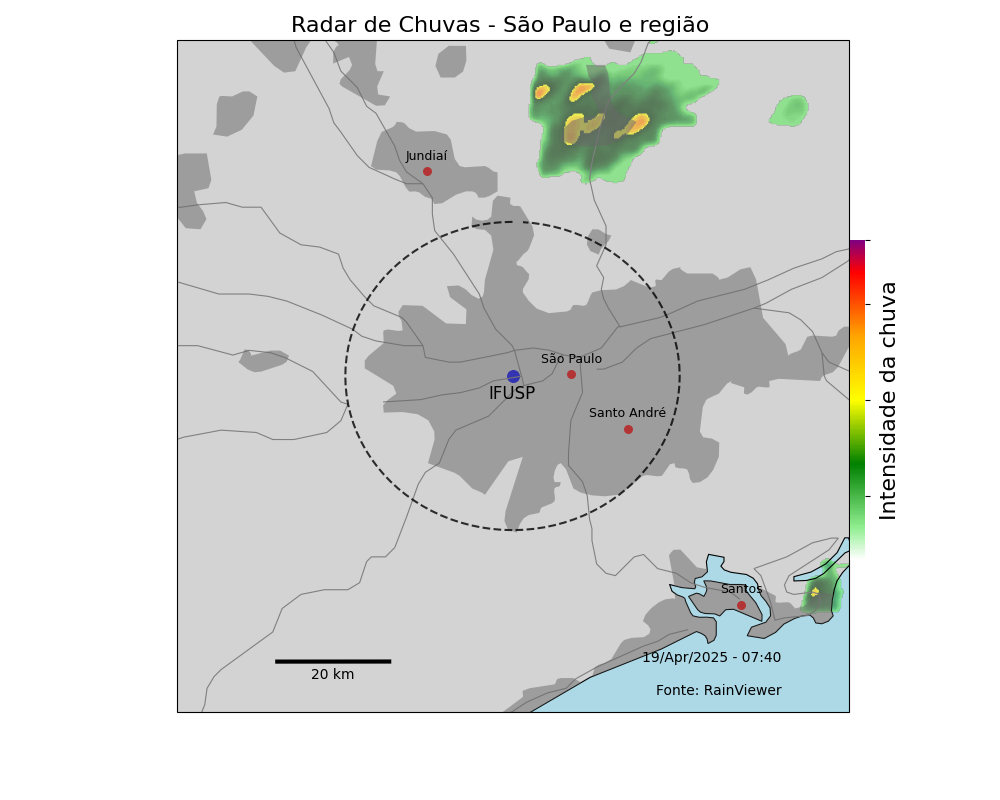 Radar de Chuvas - São Paulo e região
Jundiaí
São Paulo
IFUSP
Santo André
Intensidade da chuva
Santos
19/Apr/2025 - 07:40
20 km
Fonte: RainViewer